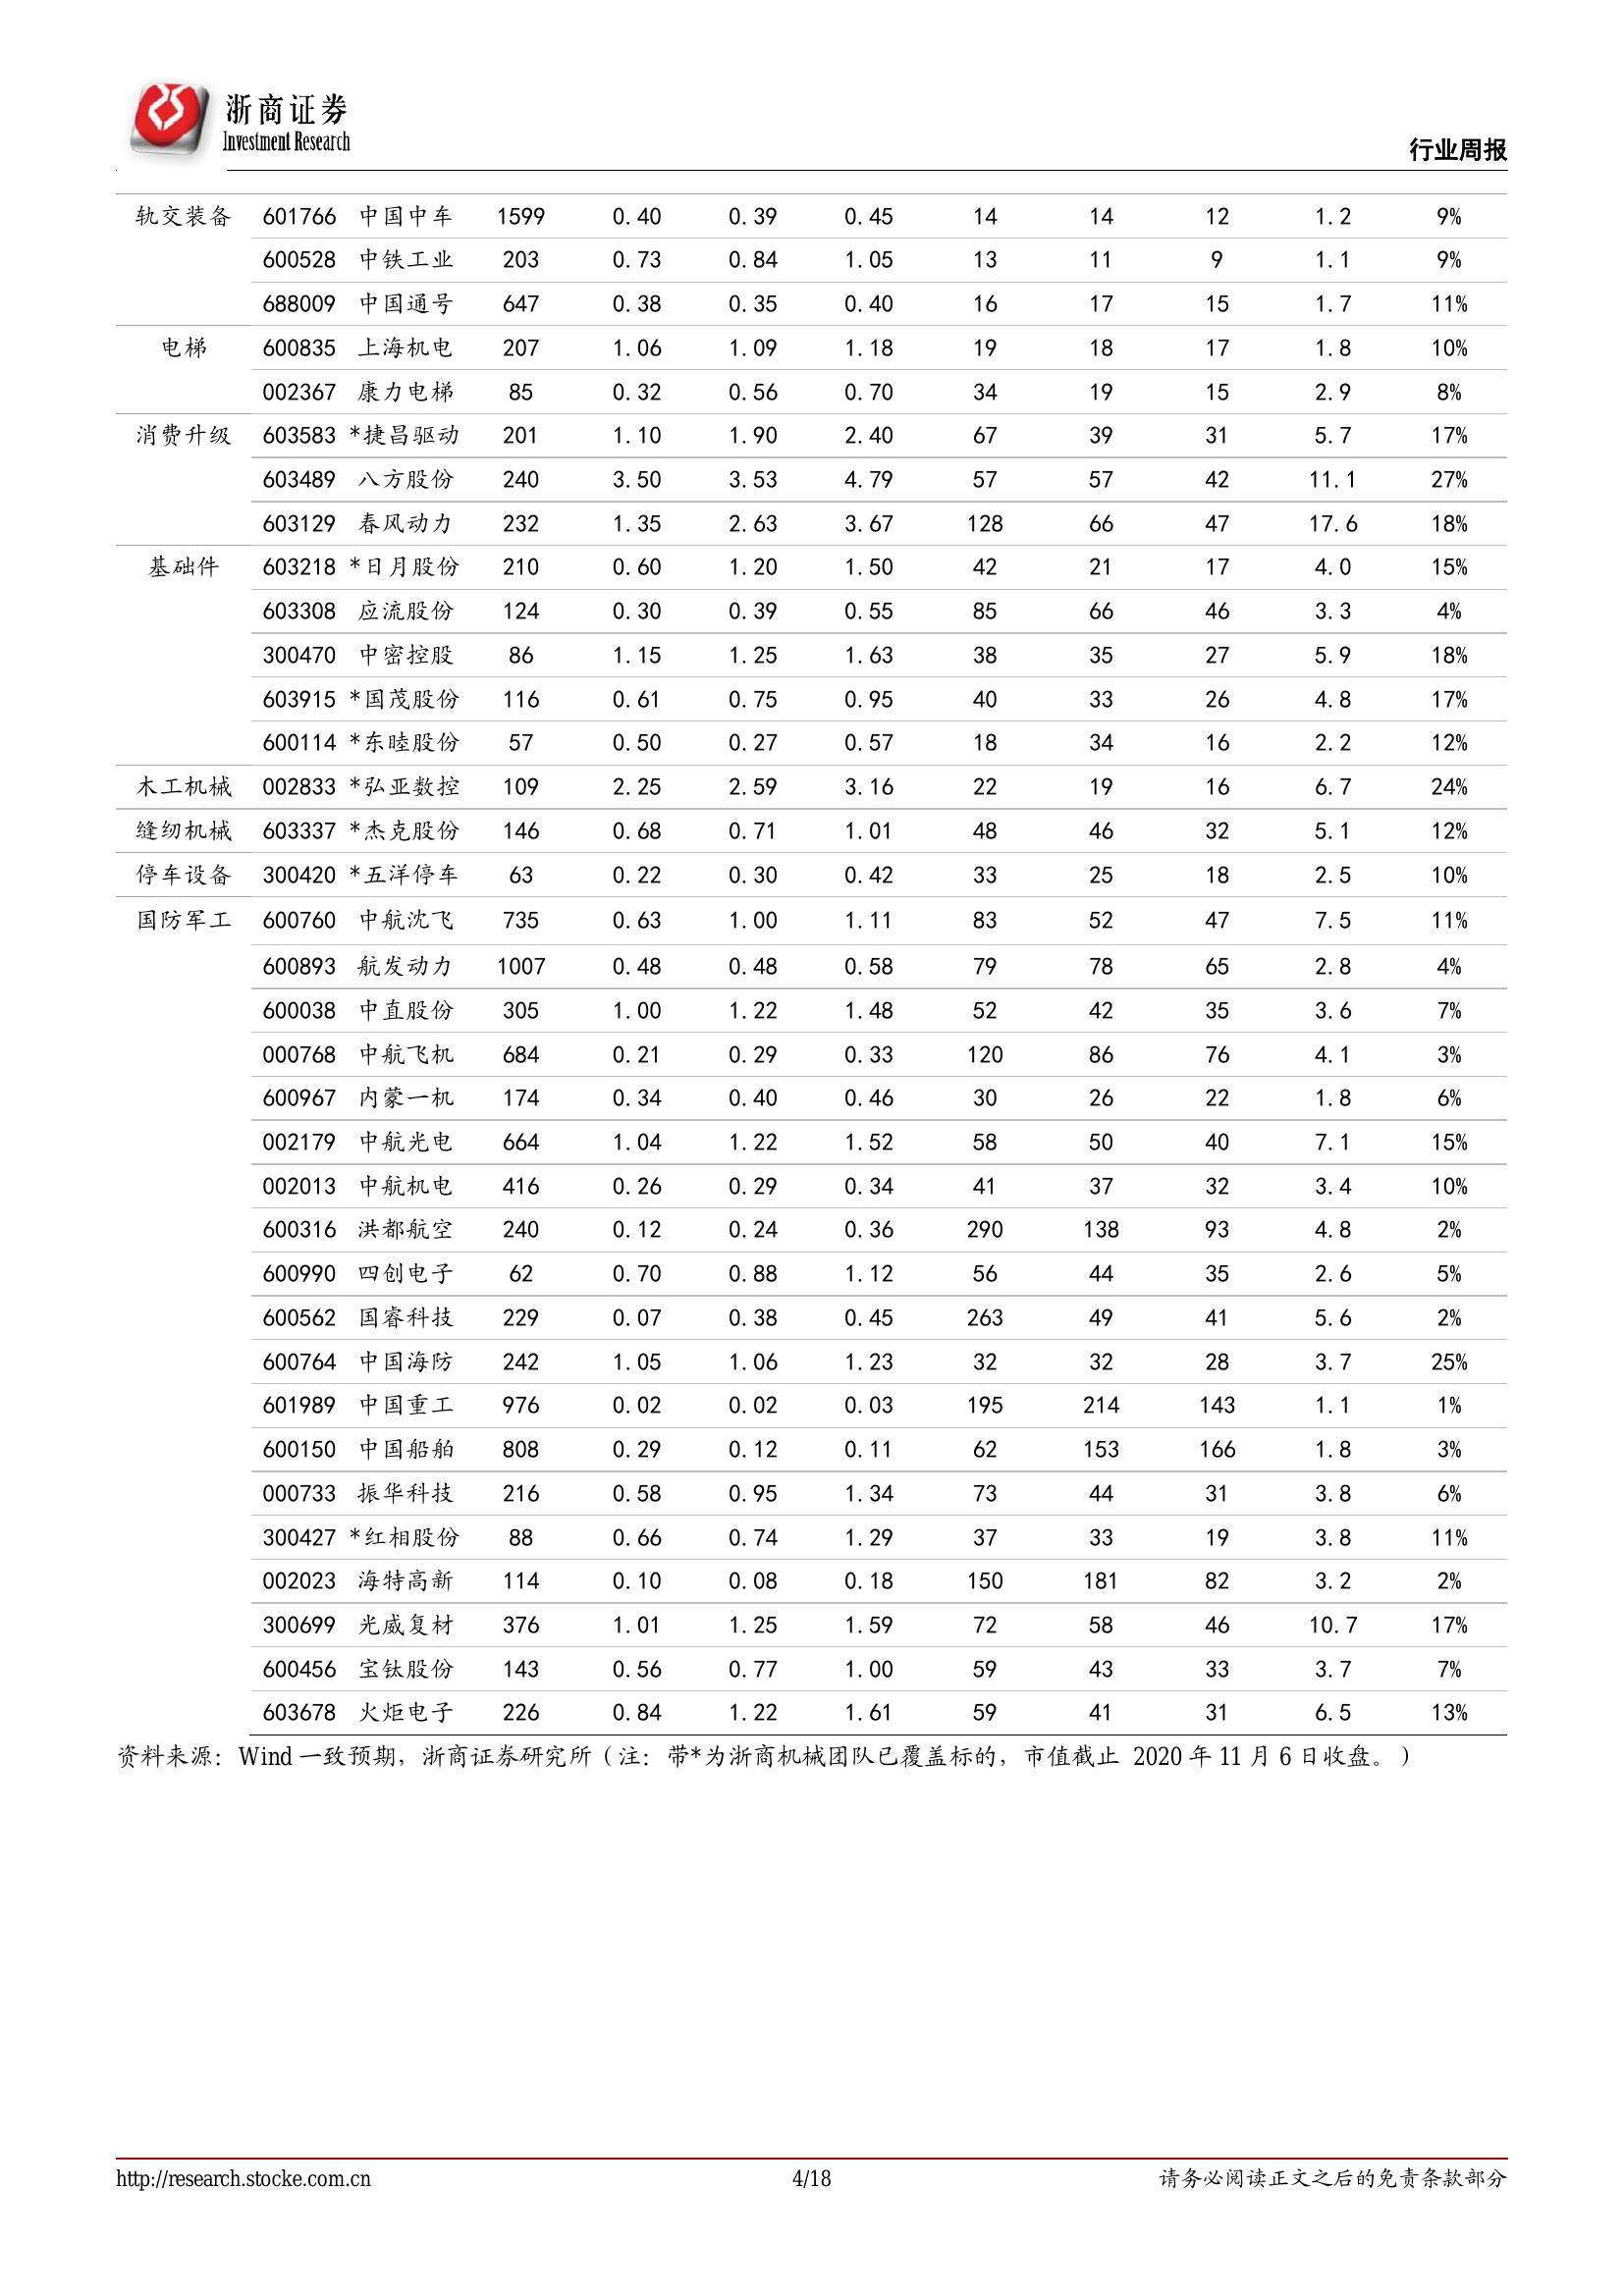 浙商证券
Investment Research
行业周报
轨交装备 601766 中国中车 1599 0.40 0.39 0.45 14 14 12 1.2 9%
600528 中铁工业 203 0.73 0.84 1.05 13 11 9 1.1 9%
688009 中国通号 647 0.38 0.35 0.40 16 17 15 1.7 11%
电梯 600835 上海机电 207 1.06 1.09 1.18 19 18 17 1.8 10%
002367 康力电梯 85 0.32 0.56 0.70 34 19 15 2.9 8%
消费升级 603583 *捷昌驱动 201 1.10 1.90 2.40 67 39 31 5.7 17%
603489 八方股份 240 3.50 3.53 4.79 57 57 42 11.1 27%
603129 春风动力 232 1.35 2.63 3.67 128 66 47 17.6 18%
基础件 603218 *日月股份 210 0.60 1.20 1.50 42 21 17 4.0 15%
603308 应流股份 124 0.30 0.39 0.55 85 66 46 3.3 4%
300470 中密控股 86 1.15 1.25 1.63 38 35 27 5.9 18%
603915 *国茂股份 116 0.61 0.75 0.95 40 33 26 4.8 17%
600114 *东睦股份 57 0.50 0.27 0.57 18 34 16 2.2 12%
木工机械 002833 *弘亚数控 109 2.25 2.59 3.16 22 19 16 6.7 24%
缝纫机械 603337 *杰克股份 146 0.68 0.71 1.01 48 46 32 5.1 12%
停车设备 300420 *五洋停车 63 0.22 0.30 0.42 33 25 18 2.5 10%
国防军工 600760 中航沈飞 735 0.63 1.00 1.11 83 52 47 7.5 11%
600893 航发动力 1007 0.48 0.48 0.58 79 78 65 2.8 4%
600038 中直股份 305 1.00 1.22 1.48 52 42 35 3.6 7%
000768 中航飞机 684 0.21 0.29 0.33 120 86 76 4.1 3%
600967 内蒙一机 174 0.34 0.40 0.46 30 26 22 1.8 6%
002179 中航光电 664 1.04 1.22 1.52 58 50 40 7.1 15%
002013 中航机电 416 0.26 0.29 0.34 41 37 32 3.4 10%
600316 洪都航空 240 0.12 0.24 0.36 290 138 93 4.8 2%
600990 四创电子 62 0.70 0.88 1.12 56 44 35 2.6 5%
600562 国睿科技 229 0.07 0.38 0.45 263 49 41 5.6 2%
600764 中国海防 242 1.05 1.06 1.23 32 32 28 3.7 25%
601989 中国重工 976 0.02 0.02 0.03 195 214 143 1.1 1%
600150 中国船舶 808 0.29 0.12 0.11 62 153 166 1.8 3%
000733 振华科技 216 0.58 0.95 1.34 73 44 31 3.8 6%
300427 *红相股份 88 0.66 0.74 1.29 37 33 19 3.8 11%
002023 海特高新 114 0.10 0.08 0.18 150 181 82 3.2 2%
300699 光威复材 376 1.01 1.25 1.59 72 58 46 10.7 17%
600456 宝钛股份 143 0.56 0.77 1.00 59 43 33 3.7 7%
603678 火炬电子 226 0.84 1.22 1.61 59 41 31 6.5 13%
资料来源：Wind 一致预期，浙商证券研究所（注：带*为浙商机械团队已覆盖标的，市值截止 2020 年 11 月 6 日收盘。）
http://research.stocke.com.cn 4/18 请务必阅读正文之后的免责条款部分